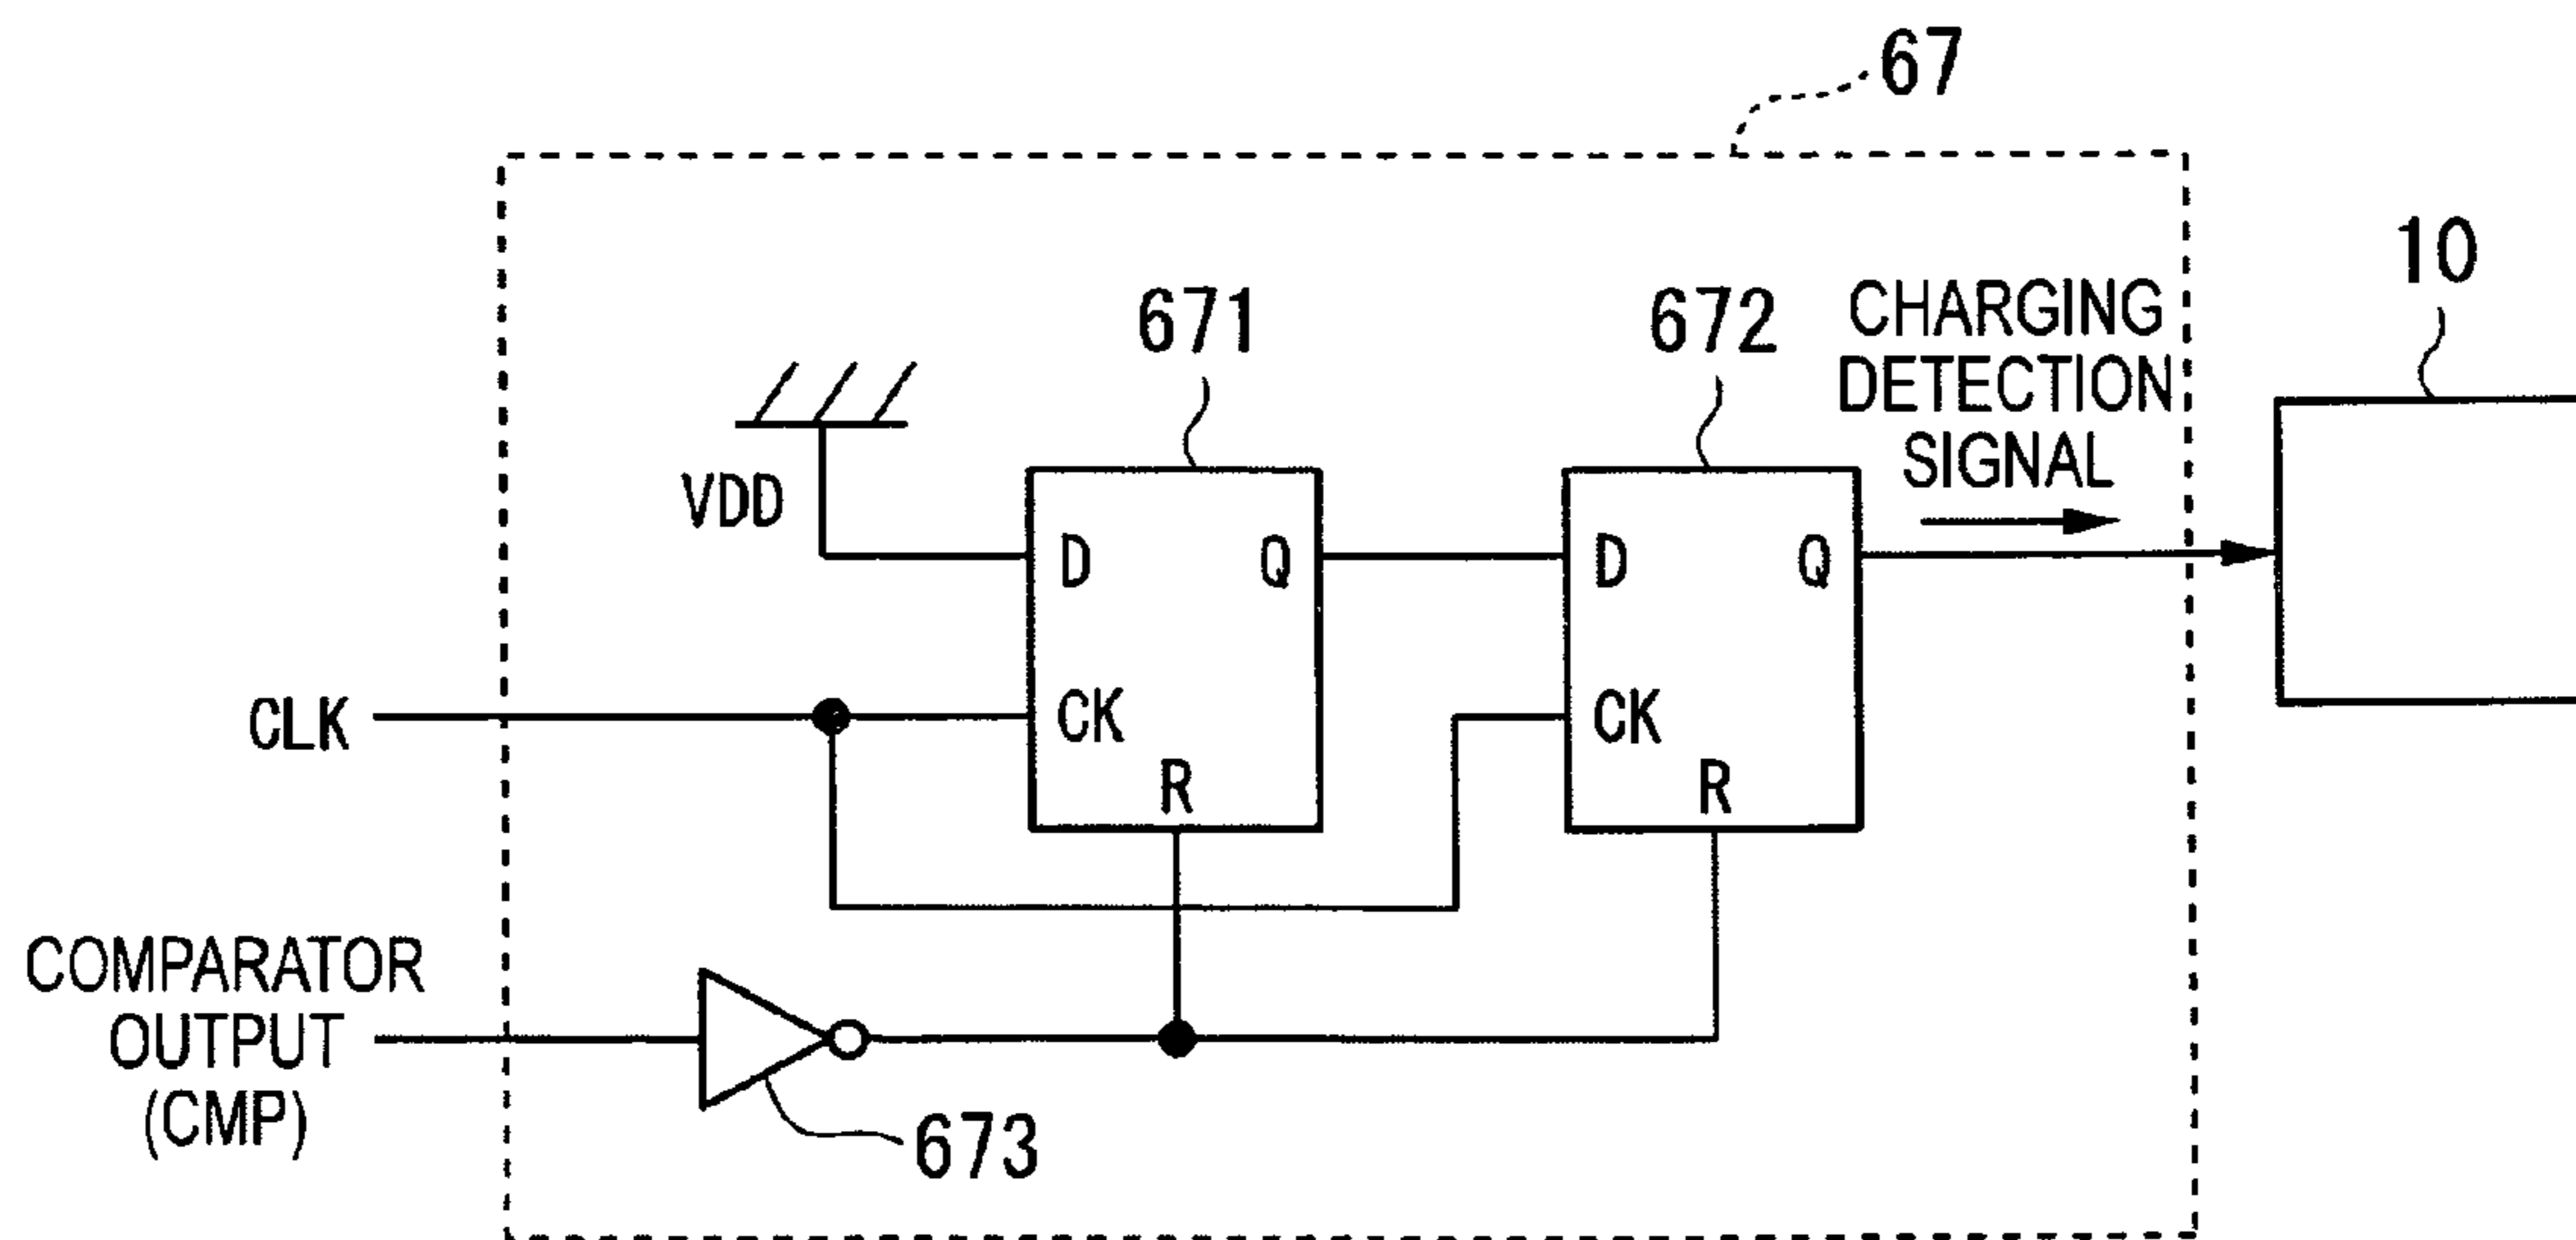 67
10
671
672
CHARGING
DETECTION
SIGNAL
VDD
D
Q
D
Q
CLK
CK
CK
R
R
COMPARATOR
OUTPUT
(CMP)
673